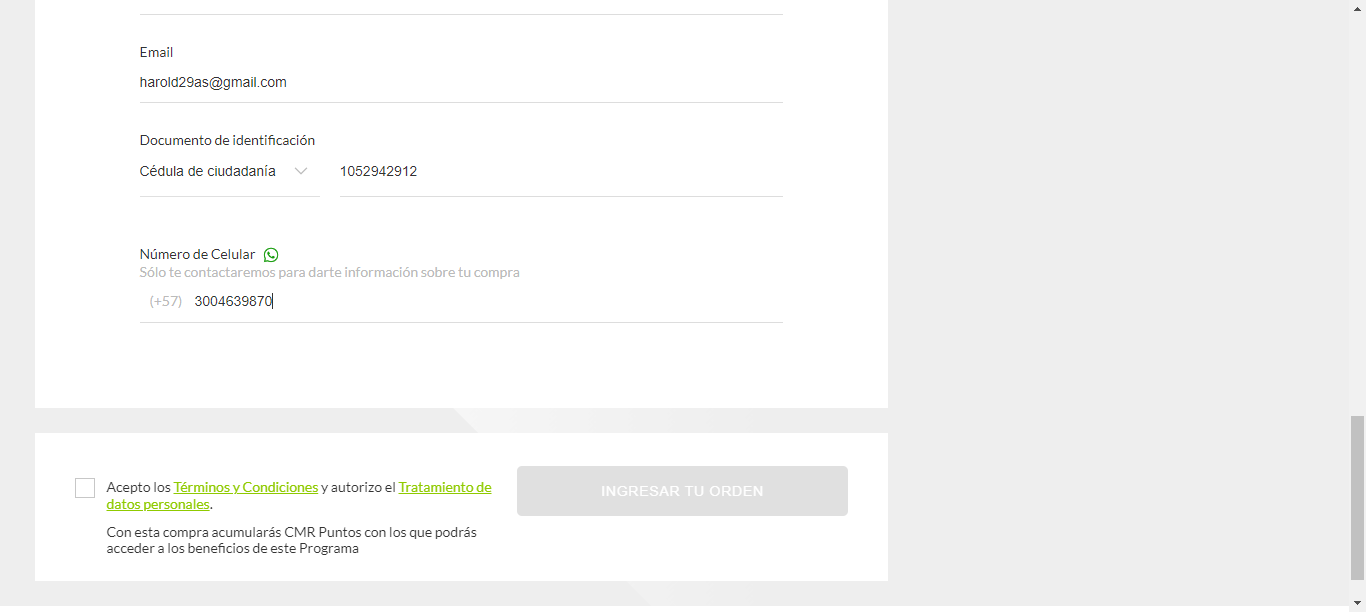 Email
harold29as@gmail.com
Documento de identificación
Cédula de ciudadanía 1052942912
Número de Celular
Sólo te contactaremos para darte información sobre tu compra
(+57) 3004639870
Acepto los Términos y Condiciones y autorizo el Tratamiento de
datos personales.
INGRESAR TU ORDEN
Con esta compra acumularás CMR Puntos con los que podrás
acceder a los beneficios de este Programa